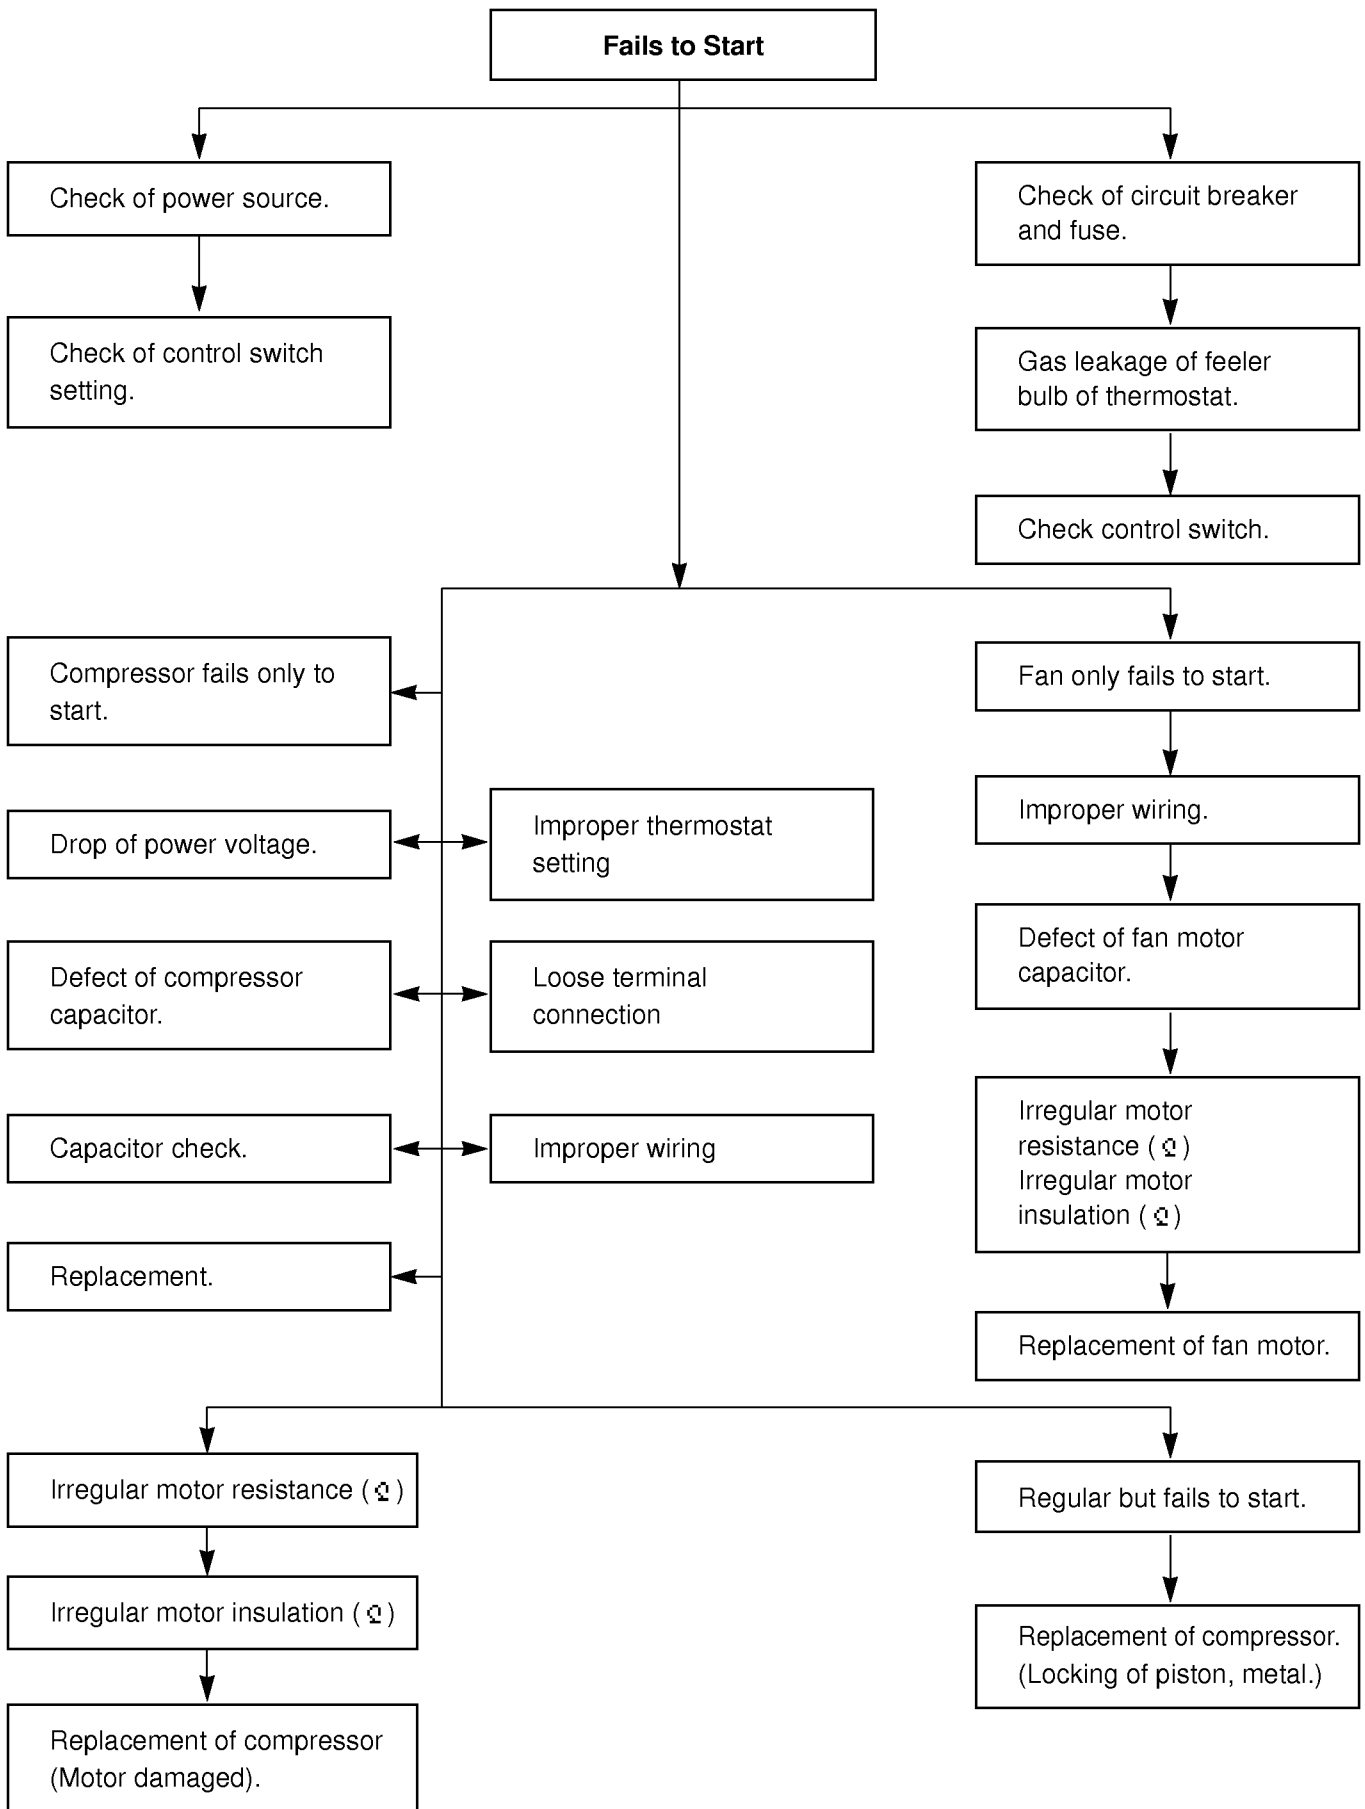 Fails to Start
Check of power source.
Check of circuit breaker
and fuse.
Check of control switch
setting.
Gas leakage of feeler
bulb of thermostat.
Check control switch.
Compressor fails only to
start.
Fan only fails to start.
Drop of power voltage.
Improper thermostat
setting
Improper wiring.
Defect of compressor
capacitor.
Loose terminal
connection
Defect of fan motor
capacitor.
Capacitor check.
Improper wiring
Irregular motor
resistance (Ω)
Irregular motor
insulation (Ω)
Replacement.
Replacement of fan motor.
Irregular motor resistance (Ω)
Regular but fails to start.
Irregular motor insulation (Ω)
Replacement of compressor.
(Locking of piston, metal.)
Replacement of compressor
(Motor damaged).